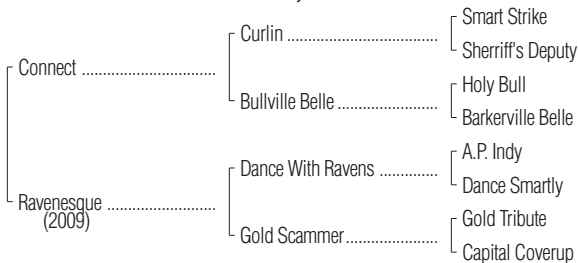 Smart Strike
Curlin ....................................
Sherriff's Deputy
Connect ................................
Holy Bull
Bullville Belle ........................
Barkerville Belle
A.P. Indy
Dance With Ravens ..............
Dance Smartly
Ravenesque ..........................
(2009)
Gold Tribute
Gold Scammer......................
Capital Coverup